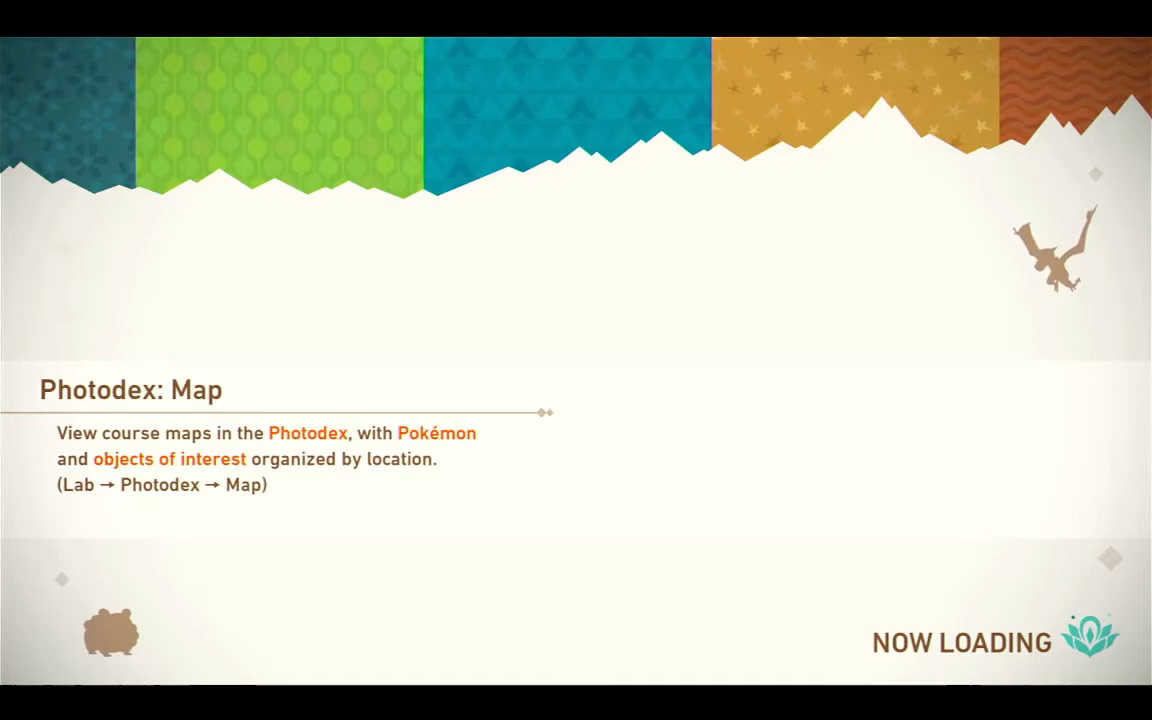 Photodex: Map
View course maps in the Photodex, with Pokémon
and objects of interest organized by location.
(Lab → Photodex → Map)
NOW LOADING